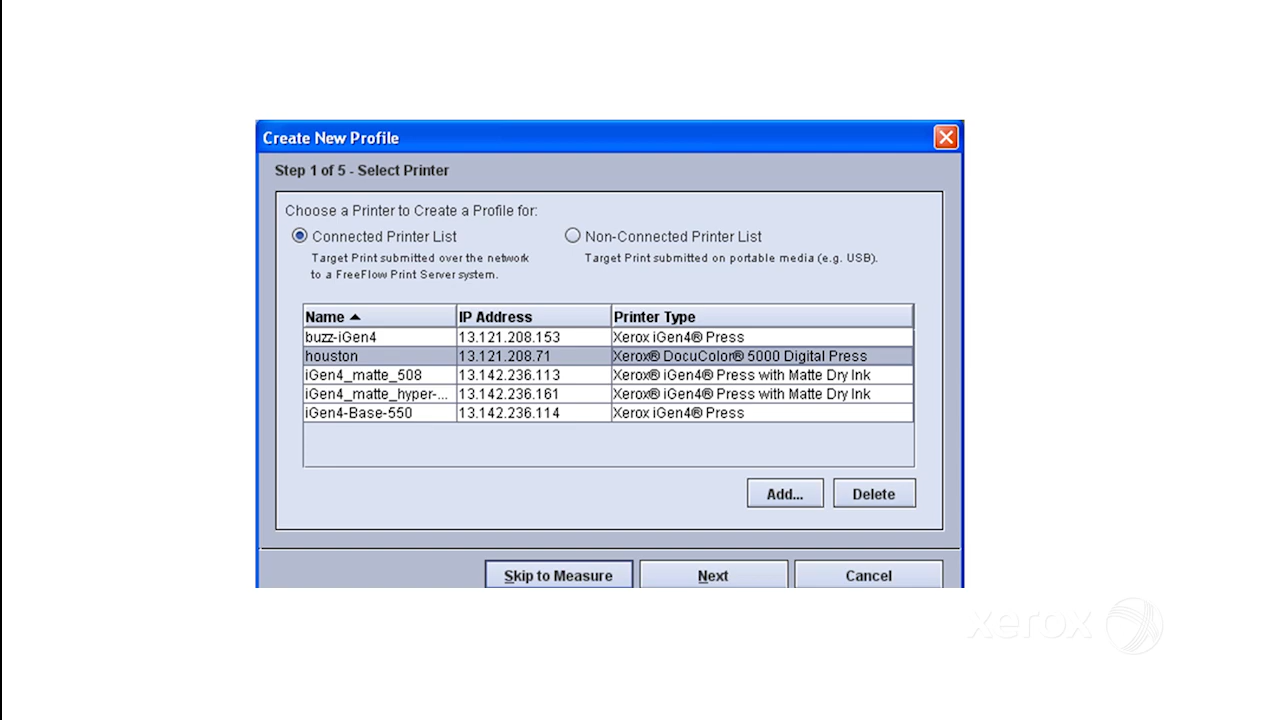 Create New Profile
Step 1 of 5 - Select Printer
Choose a Printer to Create a Profile for:
Connected Printer List Non-Connected Printer List
Target Print submitted over the network Target Print submitted on portable media (e.g. USB).
to a FreeFlow Print Server system.
Name IP Address Printer Type
buzz-iGen4 13.121.208.153 Xerox iGen4® Press
houston 13.121.208.71 Xerox® DocuColor® 5000 Digital Press
iGen4_matte_508 13.142.236.113 Xerox® iGen4® Press with Matte Dry Ink
iGen4_matte_hyper-... 13.142.236.161 Xerox® iGen4® Press with Matte Dry Ink
iGen4-Base-550 13.142.236.114 Xerox iGen4® Press
Add... Delete
Skip to Measure Next Cancel
xerox